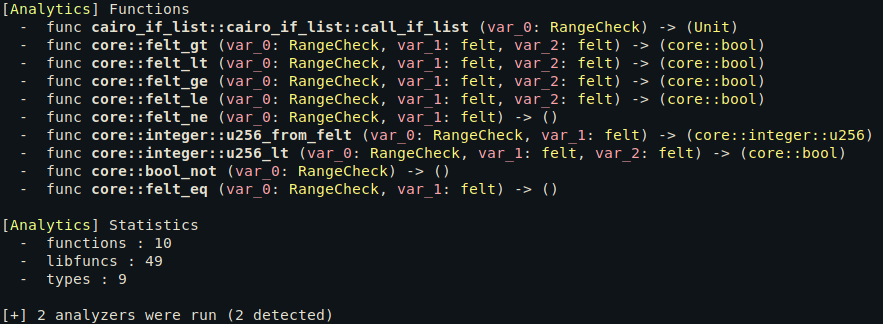 [Analytics] Functions
- func cairo_if_list::cairo_if_list::call_if_list (var_0: RangeCheck) -> (Unit)
- func core::felt_gt (var_0: RangeCheck, var_1: felt, var_2: felt) -> (core::bool)
- func core::felt_lt (var_0: RangeCheck, var_1: felt, var_2: felt) -> (core::bool)
- func core::felt_ge (var_0: RangeCheck, var_1: felt, var_2: felt) -> (core::bool)
- func core::felt_le (var_0: RangeCheck, var_1: felt, var_2: felt) -> (core::bool)
- func core::felt_ne (var_0: RangeCheck, var_1: felt) -> ()
- func core::integer::u256_from_felt (var_0: RangeCheck, var_1: felt) -> (core::integer::u256)
- func core::integer::u256_lt (var_0: RangeCheck, var_1: felt, var_2: felt) -> (core::bool)
- func core::bool_not (var_0: RangeCheck) -> ()
- func core::felt_eq (var_0: RangeCheck, var_1: felt) -> ()
[Analytics] Statistics
- functions : 10
- libfuncs : 49
- types : 9
[+] 2 analyzers were run (2 detected)